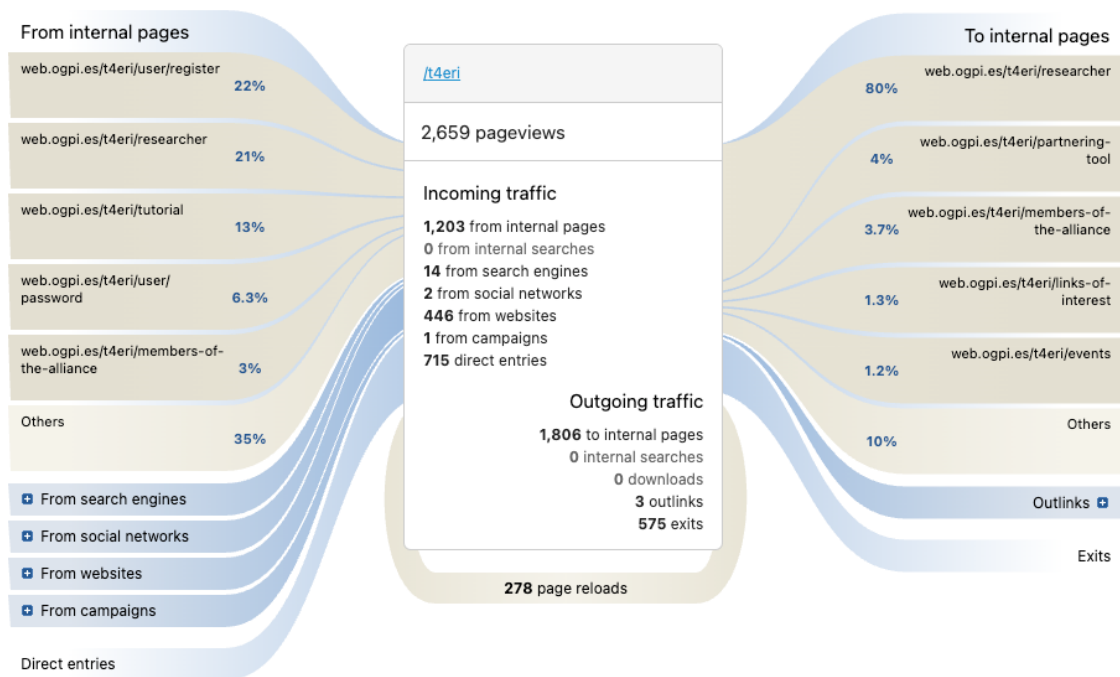 From internal pages
web.ogpi.es/t4eri/user/register
22%
web.ogpi.es/t4eri/researcher
21%
web.ogpi.es/t4eri/tutorial
13%
web.ogpi.es/t4eri/user/
password
6.3%
web.ogpi.es/t4eri/members-of-
the-alliance
3%
Others
35%
From search engines
From social networks
From websites
From campaigns
Direct entries
/t4eri
2,659 pageviews
Incoming traffic
1,203 from internal pages
0 from internal searches
14 from search engines
2 from social networks
446 from websites
1 from campaigns
715 direct entries
Outgoing traffic
1,806 to internal pages
0 internal searches
0 downloads
3 outlinks
575 exits
278 page reloads
To internal pages
web.ogpi.es/t4eri/researcher
80%
web.ogpi.es/t4eri/partnering-
tool
4%
web.ogpi.es/t4eri/members-of-
the-alliance
3.7%
web.ogpi.es/t4eri/links-of-
interest
1.3%
web.ogpi.es/t4eri/events
1.2%
Others
10%
Outlinks
Exits